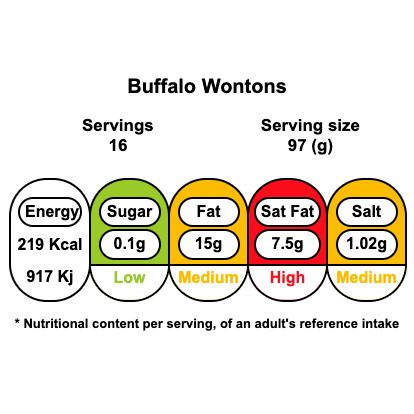 Buffalo Wontons
Servings
16
Serving size
97 (g)
Energy
219 Kcal
917 Kj
Sugar
0.1g
Low
Fat
15g
Medium
Sat Fat
7.5g
High
Salt
1.02g
Medium
* Nutritional content per serving, of an adult's reference intake